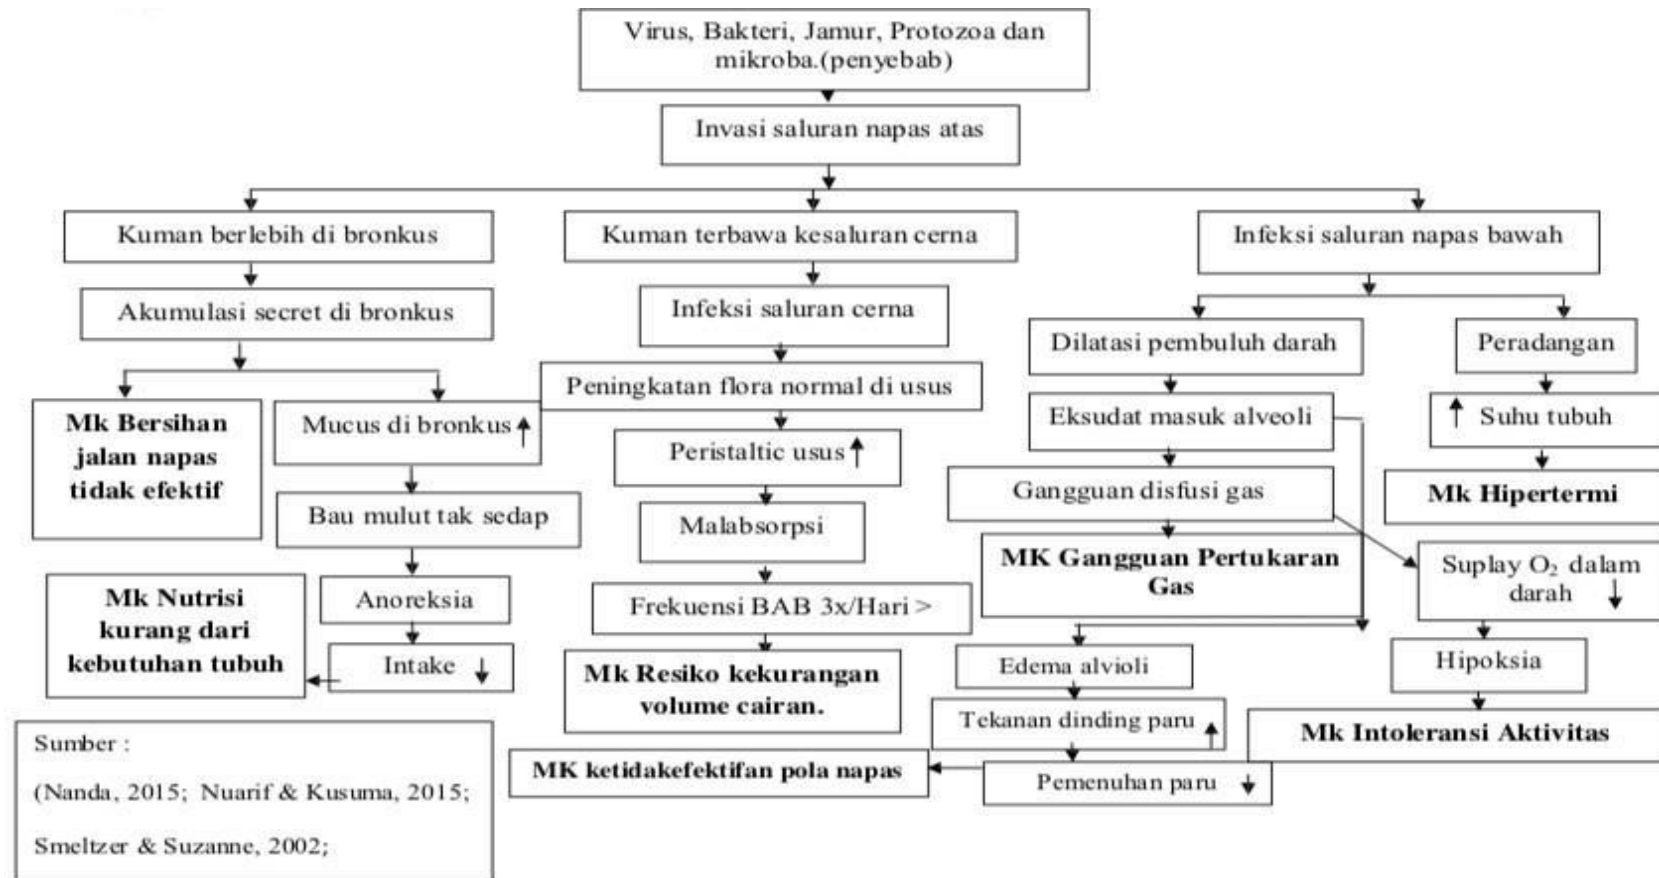 Virus, Bakteri, Jamur, Protozoa dan
mikroba.(penyebab)
Invasi saluran napas atas
Kuman berlebih di bronkus
Kuman terbawa kesaluran cerna
Infeksi saluran napas bawah
Akumulasi secret di bronkus
Infeksi saluran cerna
Dilatasi pembuluh darah
Peradangan
Peningkatan flora normal di usus
Mk Bersihan
jalan napas
tidak efektif
Mucus di bronkus ↑
Eksudat masuk alveoli
↑ Suhu tubuh
Peristaltic usus ↑
Gangguan disfusi gas
Mk Hipertermi
Bau mulut tak sedap
Malabsorpsi
MK Gangguan Pertukaran
Gas
Suplay O₂ dalam
darah ↓
Mk Nutrisi
kurang dari
kebutuhan tubuh
Anoreksia
Frekuensi BAB 3x/Hari >
Intake ↓
Mk Resiko kekurangan
volume cairan.
Edema alvioli
Hipoksia
Tekanan dinding paru ↑
Mk Intoleransi Aktivitas
MK ketidakefektifan pola napas
Pemenuhan paru ↓
Sumber :
(Nanda, 2015; Nuarif & Kusuma, 2015;
Smeltzer & Suzanne, 2002;